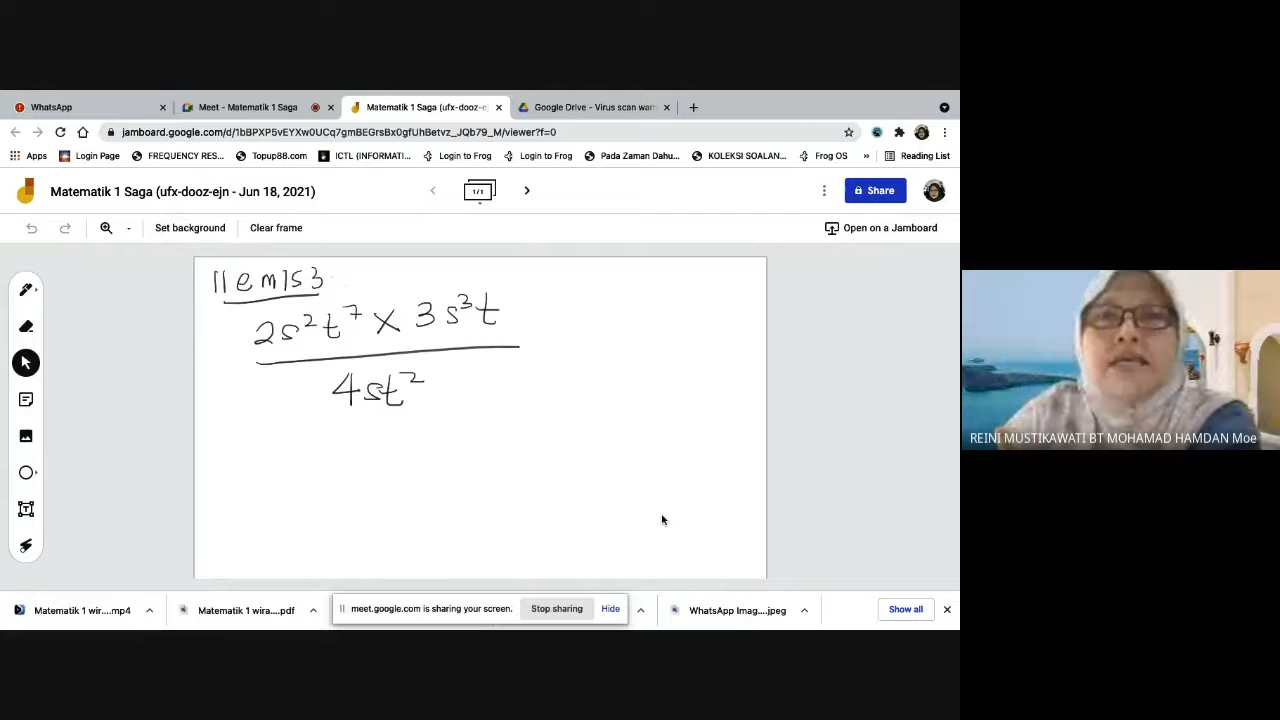 WhatsApp
Meet - Matematik 1 Saga
Matematik 1 Saga (ufx-dooz-ej
Google Drive - Virus scan warn
jamboard.google.com/d/1bBPXP5vEYXw0UCq7gmBEGrsBx0gfUhBetvz_JQb79_M/viewer?f=0
Apps
Login Page
FREQUENCY RES...
Topup88.com
ICTL (INFORMATI...
Login to Frog
Login to Frog
Pada Zaman Dahu...
KOLEKSI SOALAN...
Frog OS
»
Reading List
Matematik 1 Saga (ufx-dooz-ejn - Jun 18, 2021)
1/1
Share
Set background
Clear frame
Open on a Jamboard
2s²t⁷ × 3s³t
4st²
REINI MUSTIKAWATI BT MOHAMAD HAMDAN Moe
Matematik 1 wir....mp4
Matematik 1 wira....pdf
meet.google.com is sharing your screen.
Stop sharing
Hide
WhatsApp Imag....jpeg
Show all